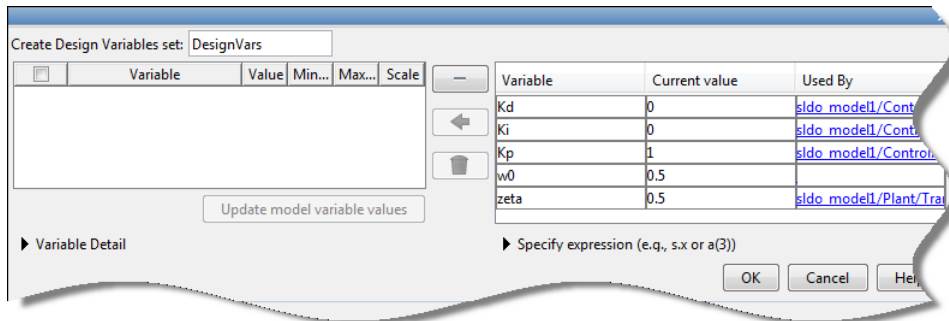 Create Design Variables set: DesignVars
Variable Value Min... Max... Scale
Update model variable values
Variable Detail
Variable Current value Used By
Kd 0 sldo_model1/Cont
Ki 0 sldo_model1/Cont
Kp 1 sldo_model1/Control
w0 0.5
zeta 0.5 sldo_model1/Plant/Tra
Specify expression (e.g., s.x or a(3))
OK Cancel Hel